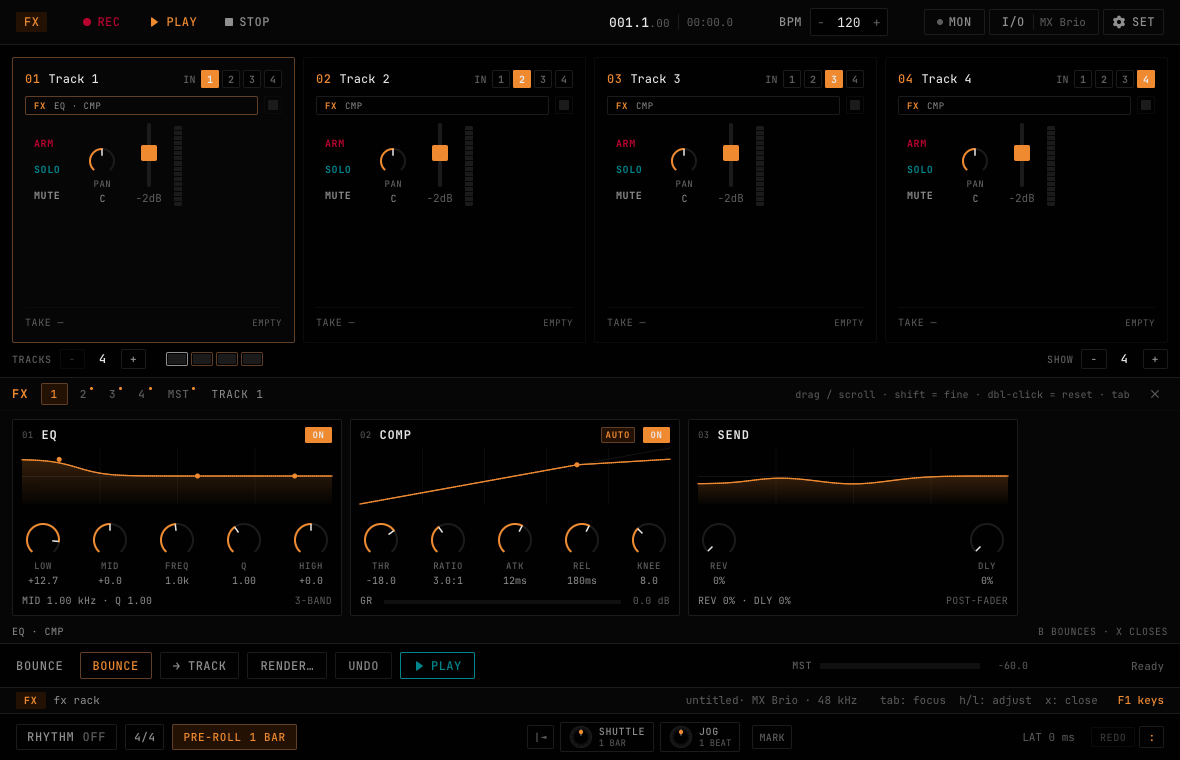 FX REC PLAY STOP 001.1.00 00:00.0 BPM - 120 + MON I/O MX Brio SET
01 Track 1 IN 1 2 3 4
FX EQ · CMP
ARM
SOLO
MUTE
PAN
C
-2dB
TAKE — EMPTY
02 Track 2 IN 1 2 3 4
FX CMP
ARM
SOLO
MUTE
PAN
C
-2dB
TAKE — EMPTY
03 Track 3 IN 1 2 3 4
FX CMP
ARM
SOLO
MUTE
PAN
C
-2dB
TAKE — EMPTY
04 Track 4 IN 1 2 3 4
FX CMP
ARM
SOLO
MUTE
PAN
C
-2dB
TAKE — EMPTY
TRACKS - 4 + SHOW - 4 +
FX 1 2 3 4 MST TRACK 1 drag / scroll · shift = fine · dbl-click = reset · tab
01 EQ ON
LOW MID FREQ Q HIGH
+12.7 +0.0 1.0k 1.00 +0.0
MID 1.00 kHz · Q 1.00 3-BAND
02 COMP AUTO ON
THR RATIO ATK REL KNEE
-18.0 3.0:1 12ms 180ms 8.0
GR 0.0 dB
03 SEND
REV DLY
0% 0%
REV 0% · DLY 0% POST-FADER
EQ · CMP B BOUNCES · X CLOSES
BOUNCE BOUNCE → TRACK RENDER… UNDO PLAY MST -60.0 Ready
FX fx rack untitled· MX Brio · 48 kHz tab: focus h/l: adjust x: close F1 keys
RHYTHM OFF 4/4 PRE-ROLL 1 BAR SHUTTLE 1 BAR JOG 1 BEAT MARK LAT 0 ms REDO :